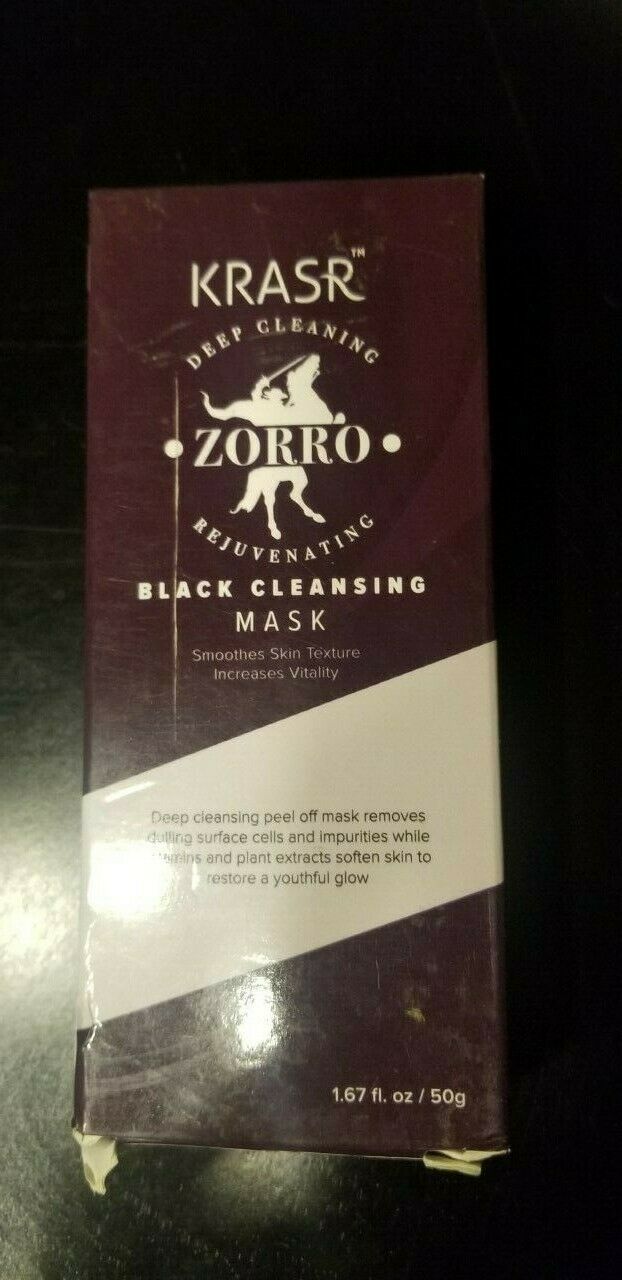 KRASR™
DEEP CLEANING
• ZORRO •
REJUVENATING
BLACK CLEANSING
MASK
Smoothes Skin Texture
Increases Vitality
Deep cleansing peel off mask removes
dulling surface cells and impurities while
and plant extracts soften skin to
restore a youthful glow
1.67 fl. oz / 50g